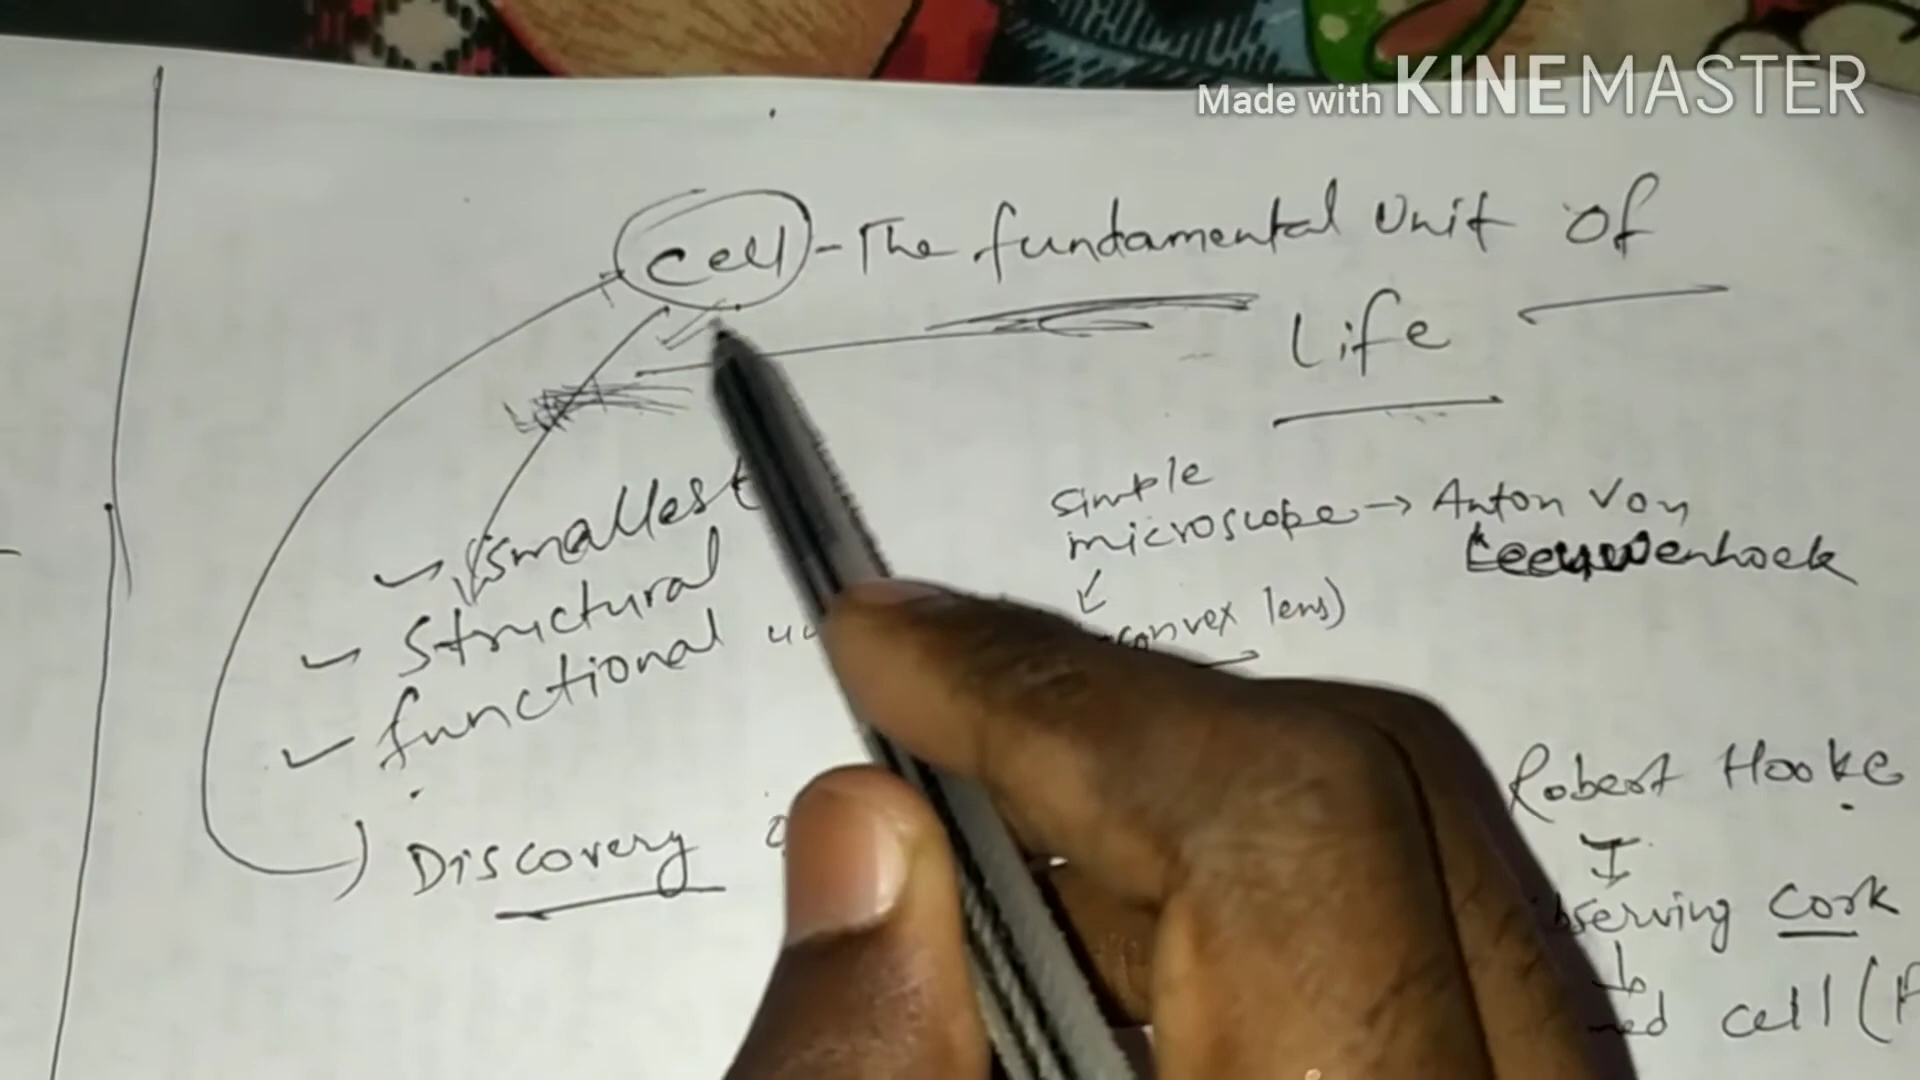 Made with KINEMASTER
Cell - The fundamental Unit of
Life
smallest
Structural
functional
Discovery
simple
microscope → Anton Von
Leeuwenhoek
convex lens)
Robert Hooke
observing cork
cell (